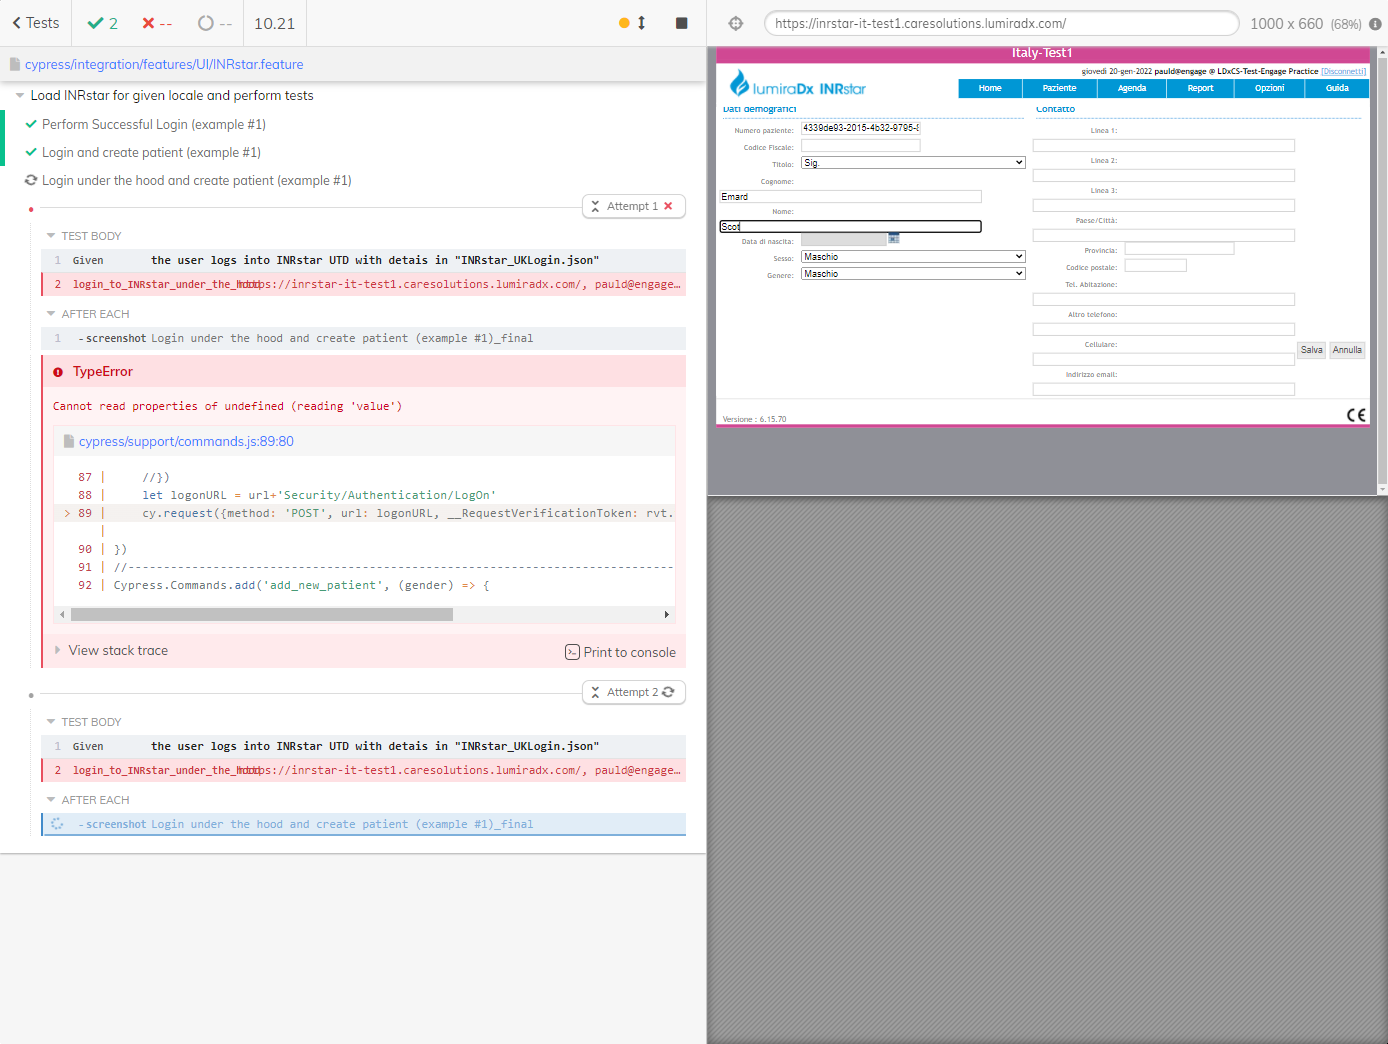 Tests
2
--
--
10.21
cypress/integration/features/UI/INRstar.feature
Load INRstar for given locale and perform tests
Perform Successful Login (example #1)
Login and create patient (example #1)
Login under the hood and create patient (example #1)
Attempt 1
TEST BODY
1 Given the user logs into INRstar UTD with detais in "INRstar_UKLogin.json"
2 login_to_INRstar_under_the_hood https://inrstar-it-test1.caresolutions.lumiradx.com/, pauld@engage…
AFTER EACH
1 -screenshot Login under the hood and create patient (example #1)_final
TypeError
Cannot read properties of undefined (reading 'value')
cypress/support/commands.js:89:80
87 | //})
88 | let logonURL = url+'Security/Authentication/LogOn'
> 89 | cy.request({method: 'POST', url: logonURL, __RequestVerificationToken: rvt.
|
90 | })
91 | //-----------------------------------------------------------------------------
92 | Cypress.Commands.add('add_new_patient', (gender) => {
View stack trace
Print to console
Attempt 2
TEST BODY
1 Given the user logs into INRstar UTD with detais in "INRstar_UKLogin.json"
2 login_to_INRstar_under_the_hood https://inrstar-it-test1.caresolutions.lumiradx.com/, pauld@engage…
AFTER EACH
-screenshot Login under the hood and create patient (example #1)_final
https://inrstar-it-test1.caresolutions.lumiradx.com/
1000 x 660 (68%)
Italy-Test1
giovedì 20-gen-2022 pauld@engage @ LDxCS-Test-Engage Practice [Disconnetti]
lumiraDx INRstar
Home Paziente Agenda Report Opzioni Guida
Dati demografici
Numero paziente: 4339de93-2015-4b32-9795-
Codice Fiscale:
Titolo: Sig.
Cognome:
Emard
Nome:
Scot
Data di nascita:
Sesso: Maschio
Genere: Maschio
Contatto
Linea 1:
Linea 2:
Linea 3:
Paese/Città:
Provincia:
Codice postale:
Tel. Abitazione:
Altro telefono:
Cellulare:
Indirizzo email:
Salva Annulla
Versione : 6.15.70
CE